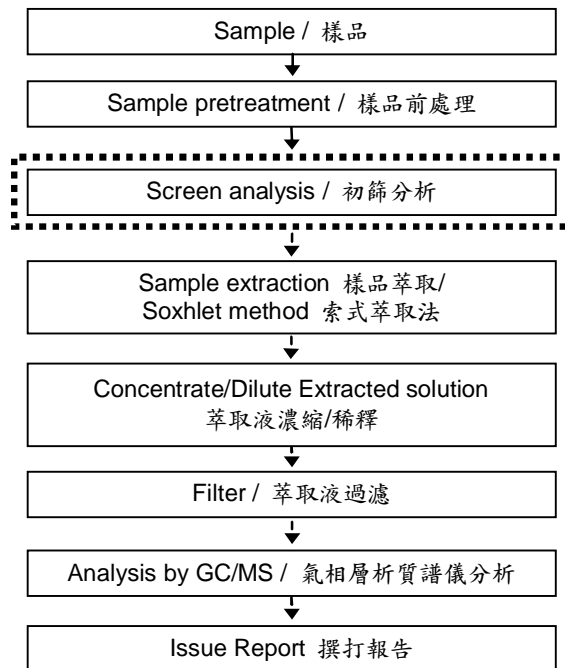 Sample / 樣品
Sample pretreatment / 樣品前處理
Screen analysis / 初篩分析
Sample extraction 樣品萃取/
Soxhlet method 索式萃取法
Concentrate/Dilute Extracted solution
萃取液濃縮/稀釋
Filter / 萃取液過濾
Analysis by GC/MS / 氣相層析質譜儀分析
Issue Report 撰打報告